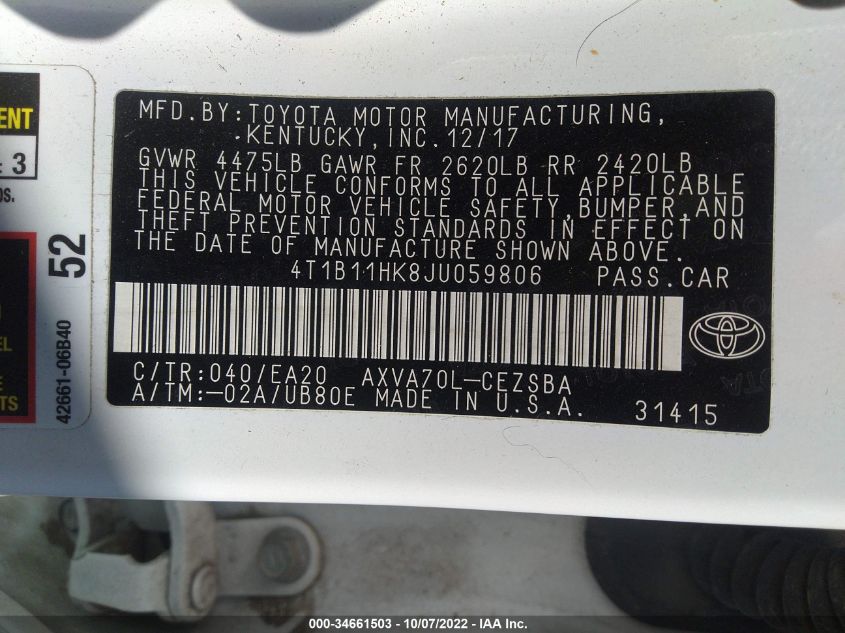 ENT
: 3
OS.
EL
E
TS
52
42661-06B40
MFD.BY:TOYOTA MOTOR MANUFACTURING,
KENTUCKY,INC.12/17
GVWR 4475LB GAWR FR 2620LB RR 2420LB
THIS VEHICLE CONFORMS TO ALL APPLICABLE
FEDERAL MOTOR VEHICLE SAFETY,BUMPER,AND
THEFT PREVENTION STANDARDS IN EFFECT ON
THE DATE OF MANUFACTURE SHOWN ABOVE.
4T1B11HK8JU059806 PASS.CAR
C/TR:040/EA20 AXVA70L-CEZSBA
A/TM:-02A/UB80E MADE IN U.S.A. 31415
000-34661503 - 10/07/2022 - IAA Inc.